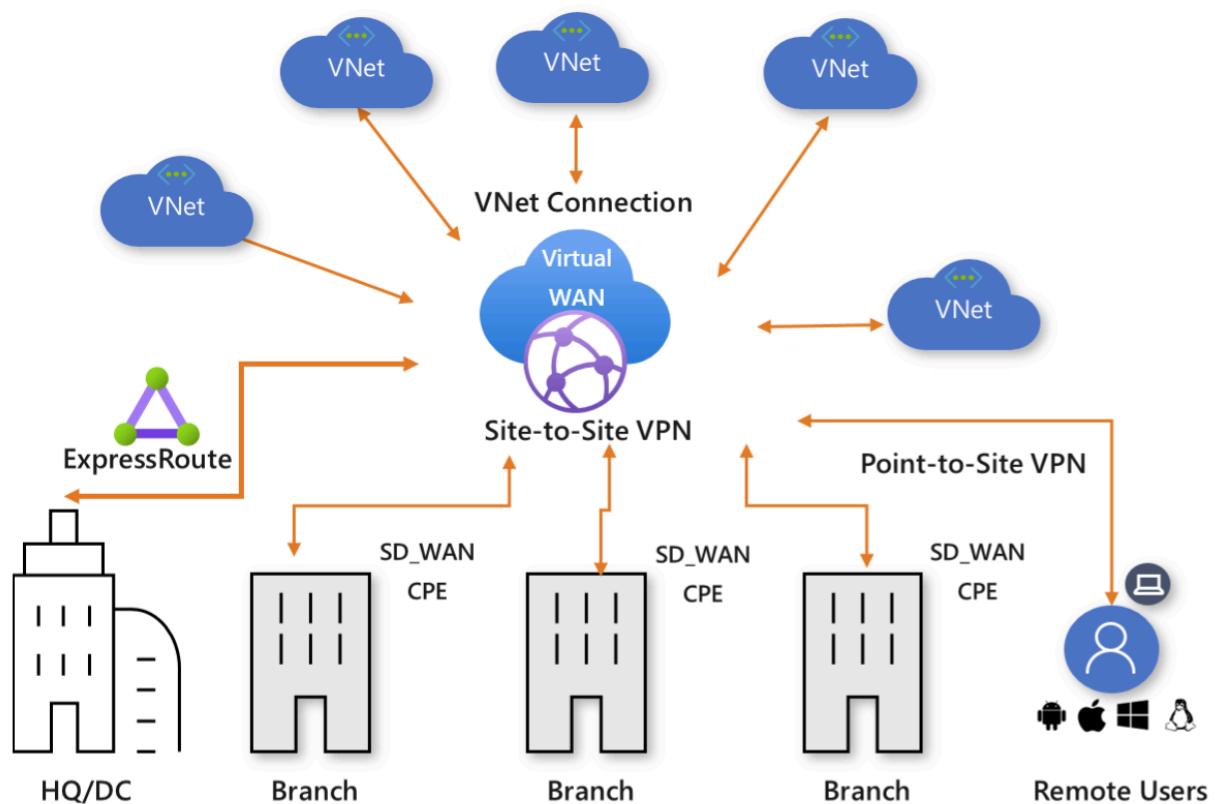 VNet
VNet
VNet
VNet
VNet Connection
Virtual
WAN
VNet
Site-to-Site VPN
ExpressRoute
Point-to-Site VPN
SD_WAN
CPE
SD_WAN
CPE
SD_WAN
CPE
HQ/DC
Branch
Branch
Branch
Remote Users